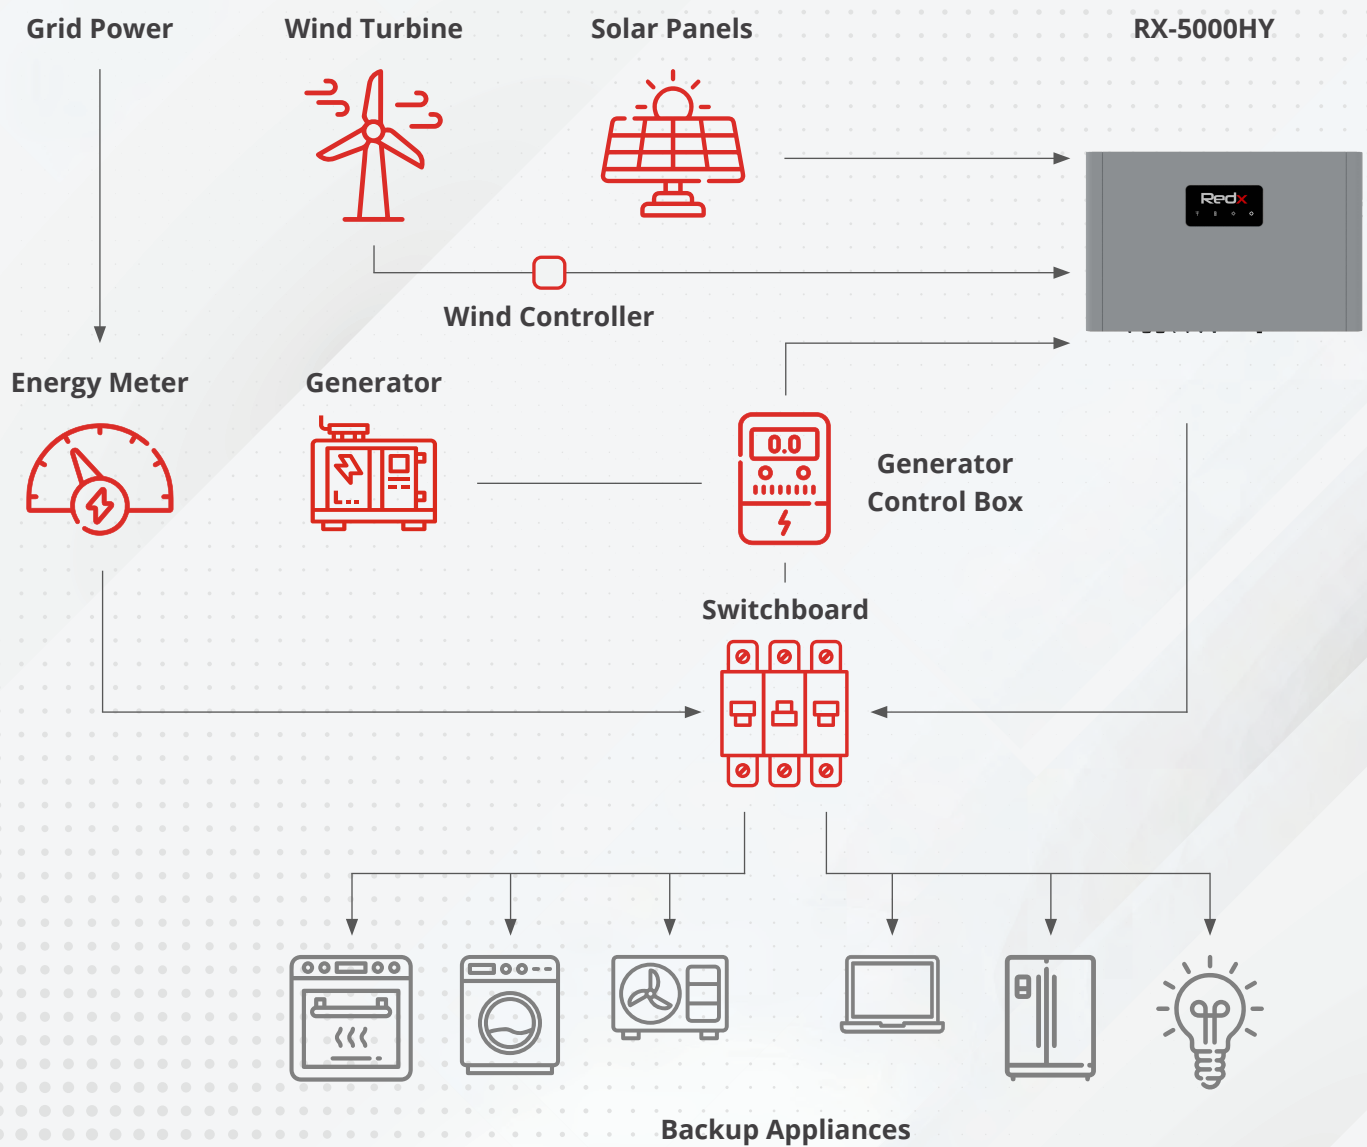 Grid Power
Wind Turbine
Solar Panels
RX-5000HY
Redx
Wind Controller
Energy Meter
Generator
0.0
Generator
Control Box
Switchboard
Backup Appliances